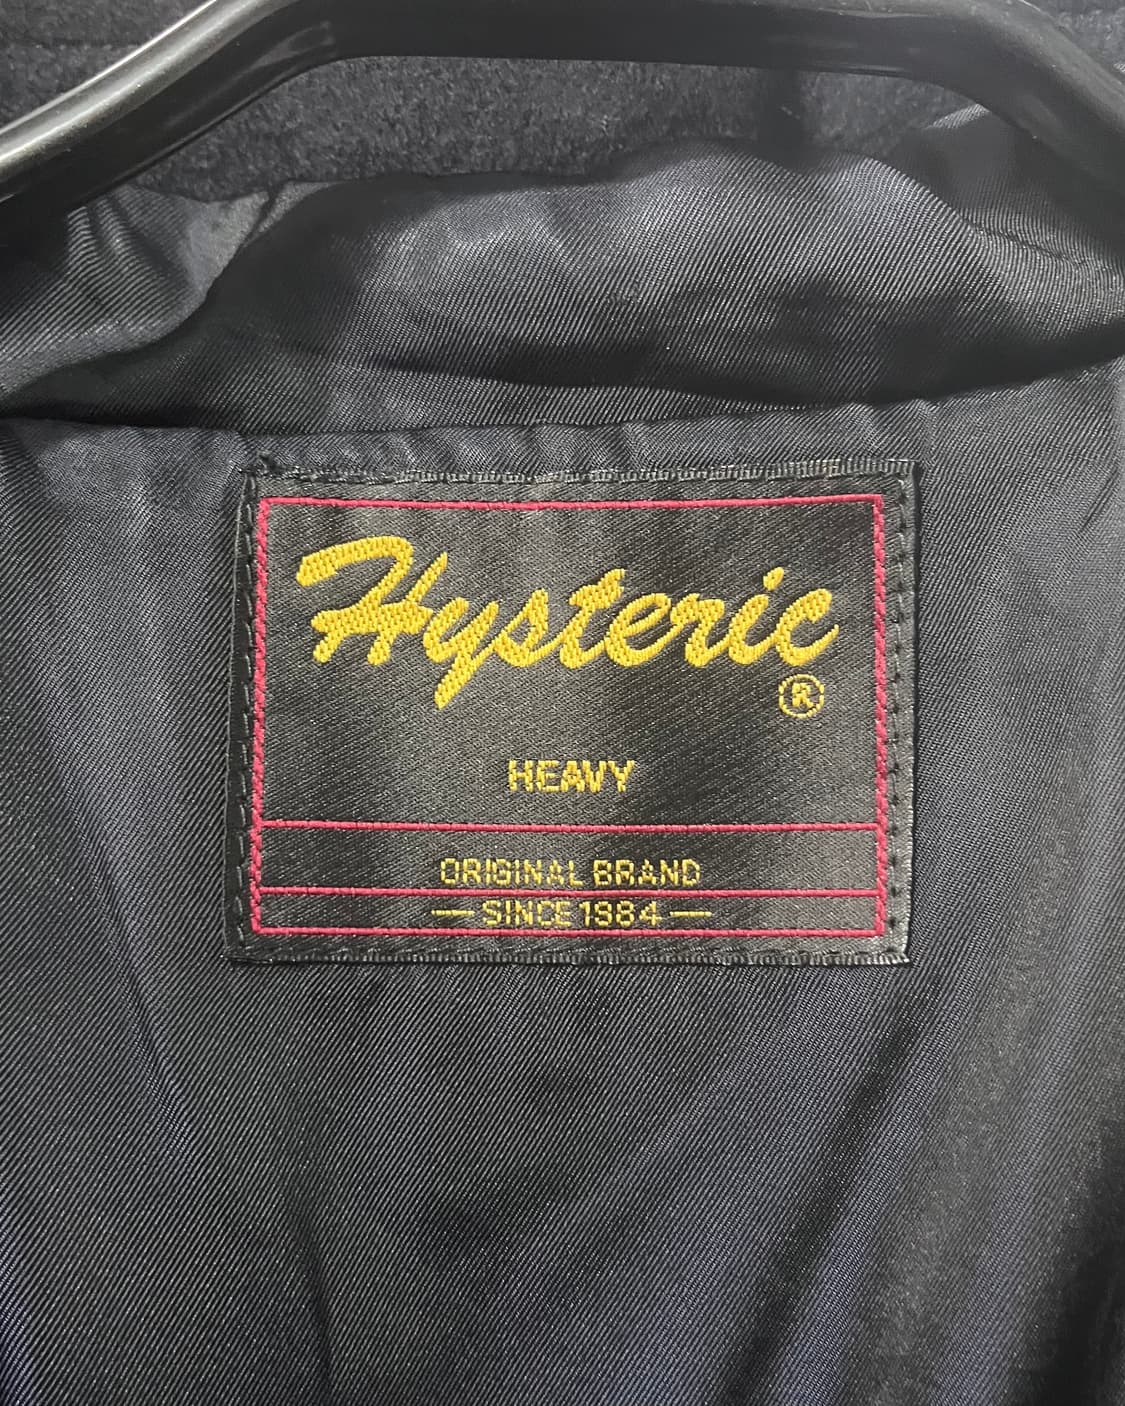 Hysteric
®
HEAVY
ORIGINAL BRAND
— SINCE 1984 —